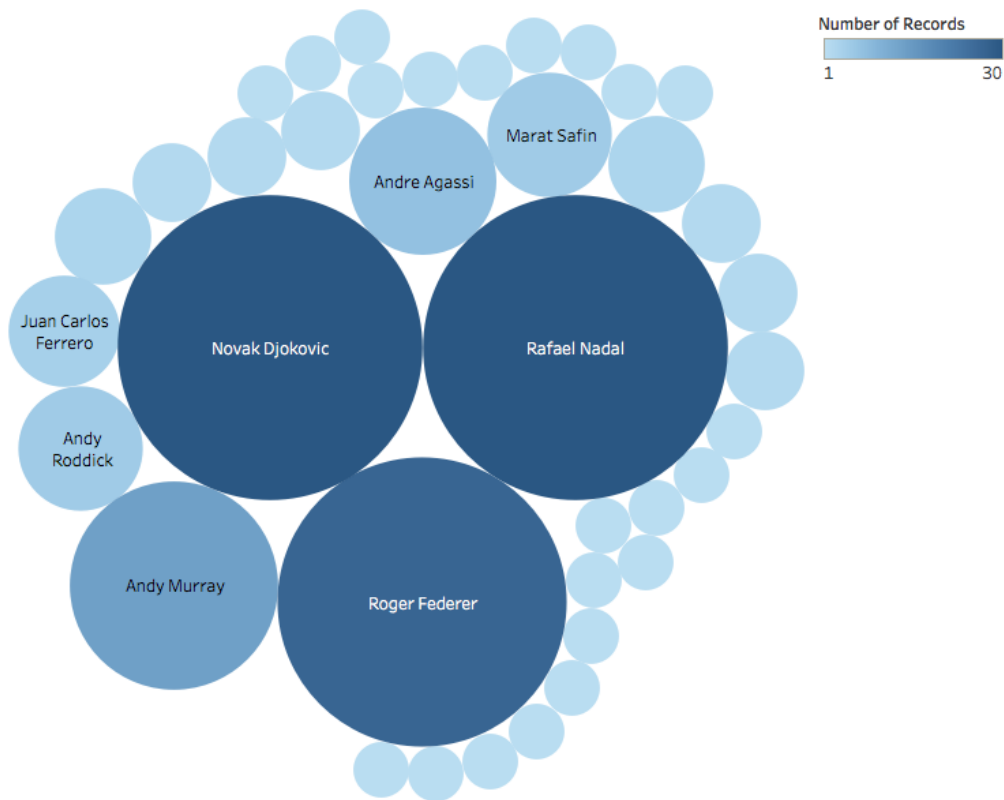 Number of Records
1 30
Marat Safin
Andre Agassi
Juan Carlos
Ferrero
Novak Djokovic
Rafael Nadal
Andy
Roddick
Andy Murray
Roger Federer